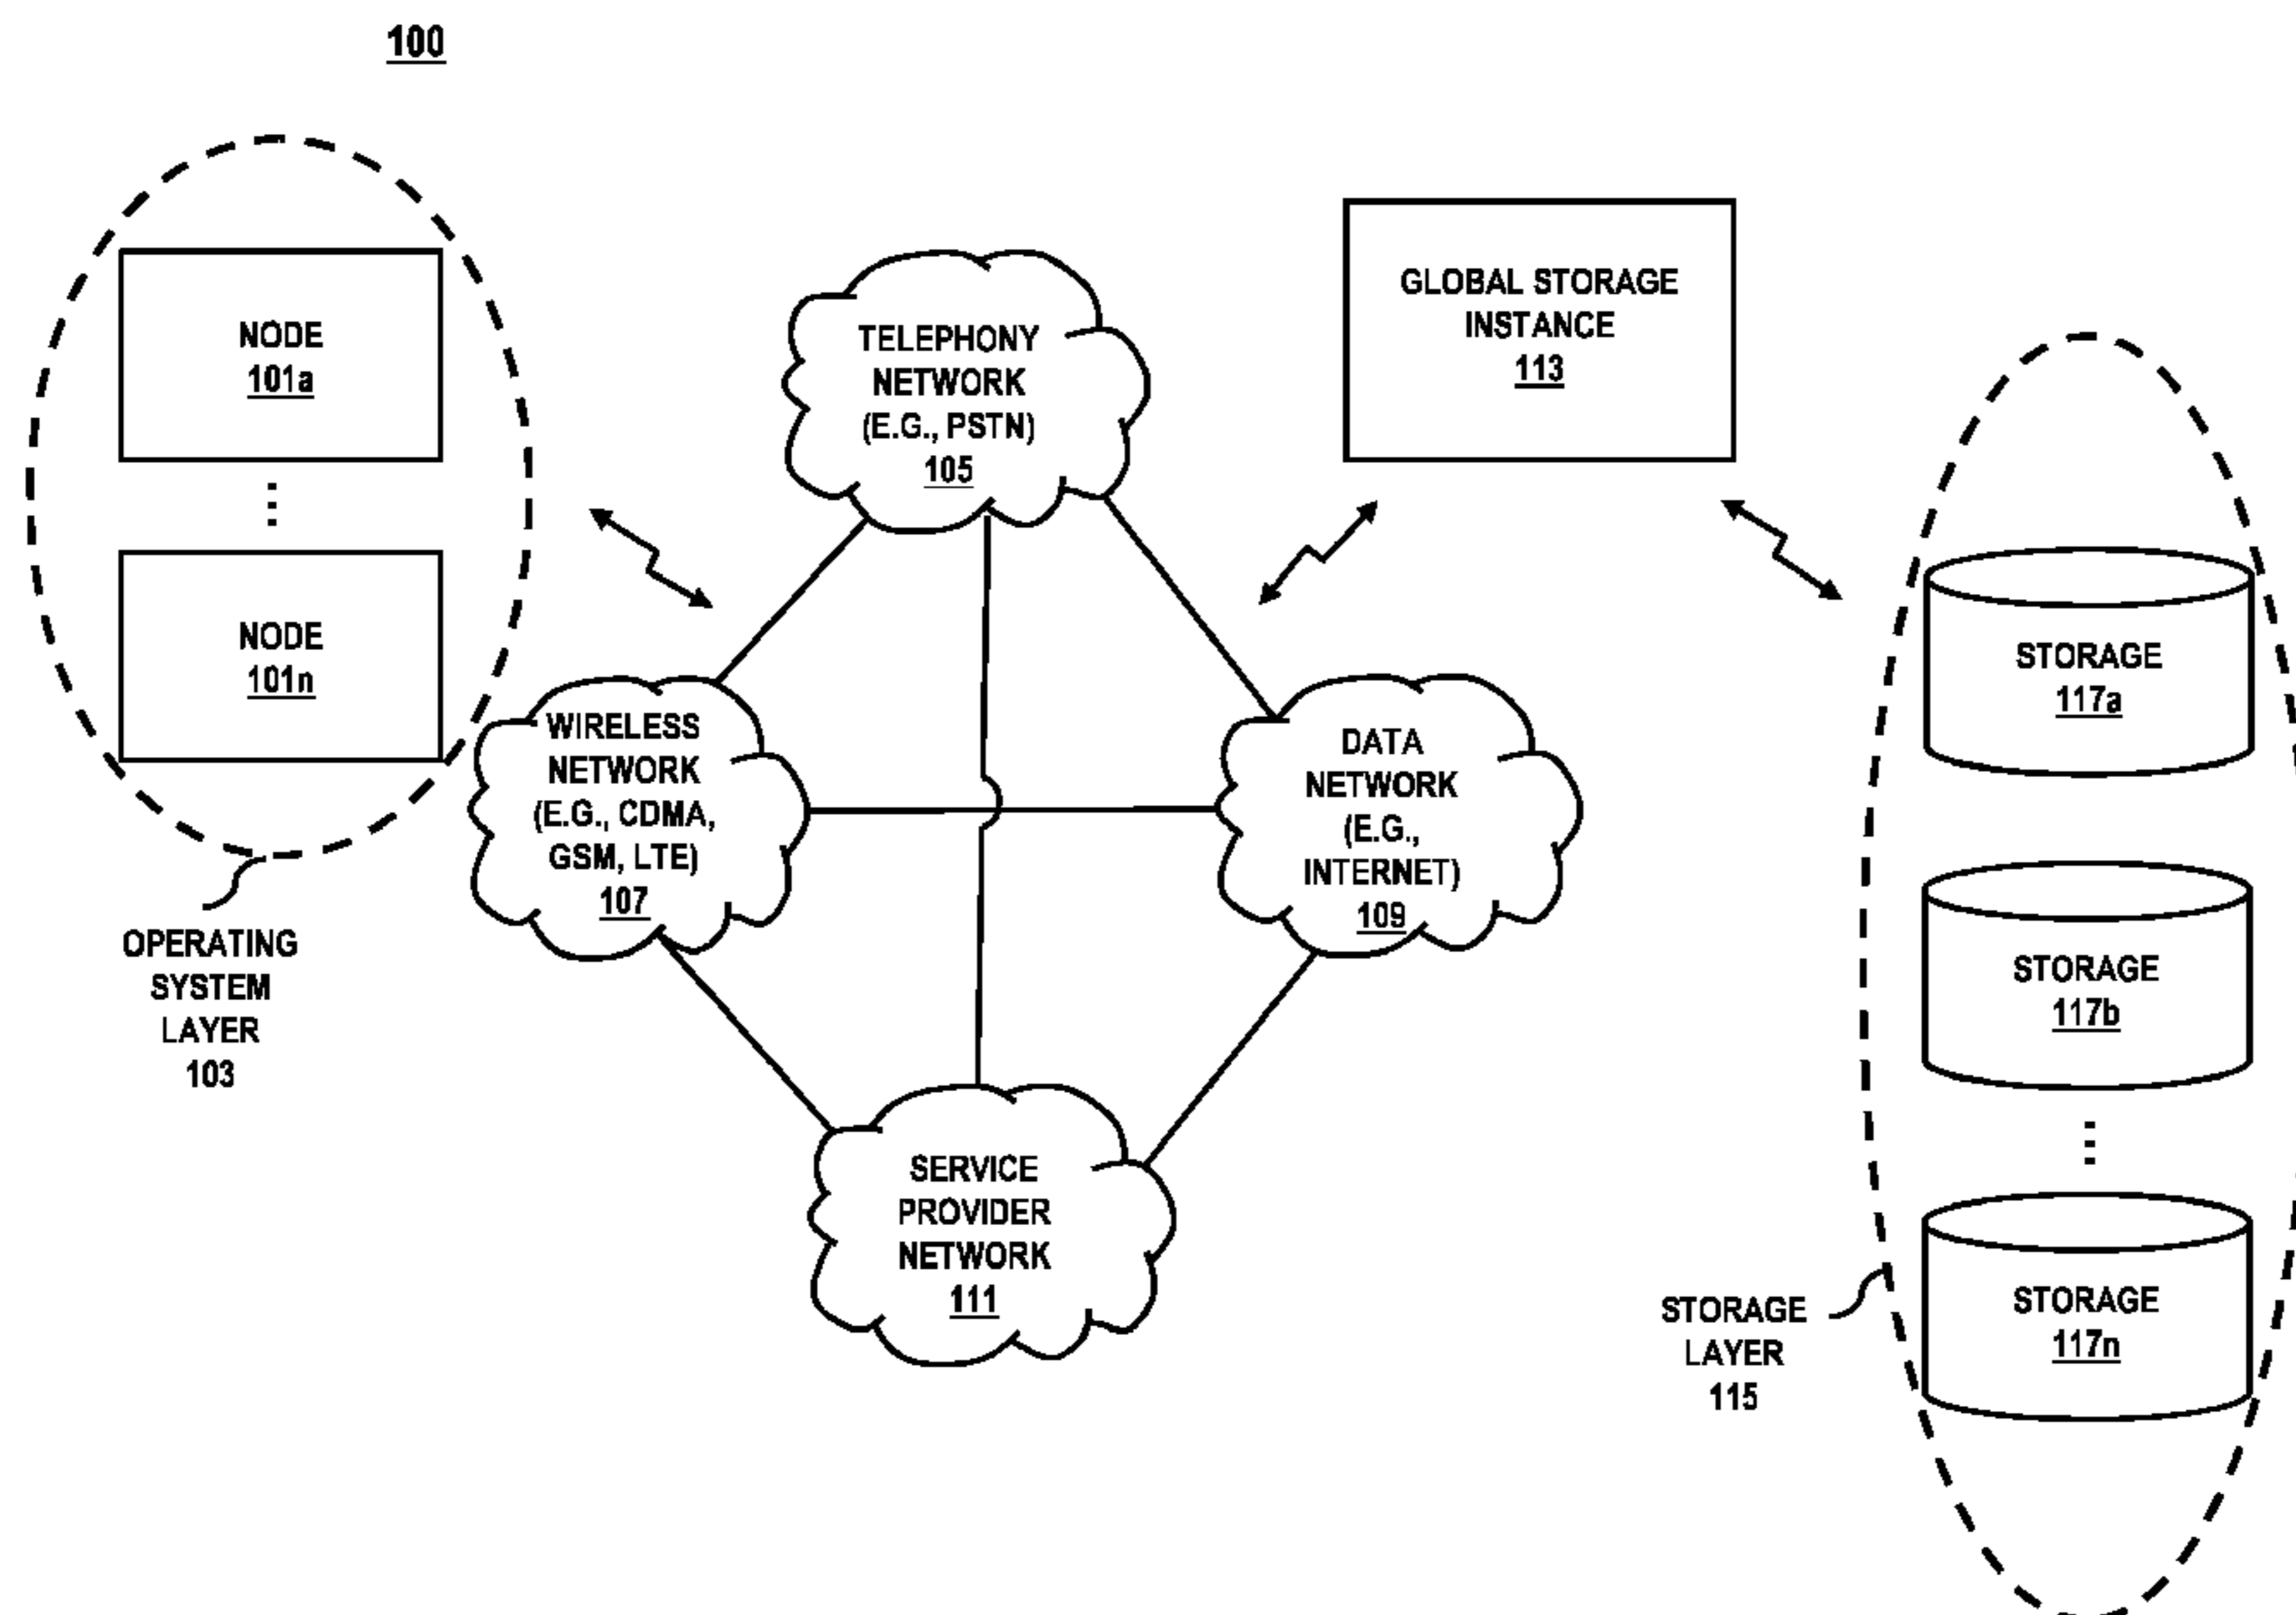 100
NODE
101a
NODE
101n
OPERATING
SYSTEM
LAYER
103
TELEPHONY
NETWORK
(E.G., PSTN)
105
WIRELESS
NETWORK
(E.G., CDMA,
GSM, LTE)
107
DATA
NETWORK
(E.G.,
INTERNET)
109
SERVICE
PROVIDER
NETWORK
111
GLOBAL STORAGE
INSTANCE
113
STORAGE
117a
STORAGE
117b
STORAGE
117n
STORAGE
LAYER
115